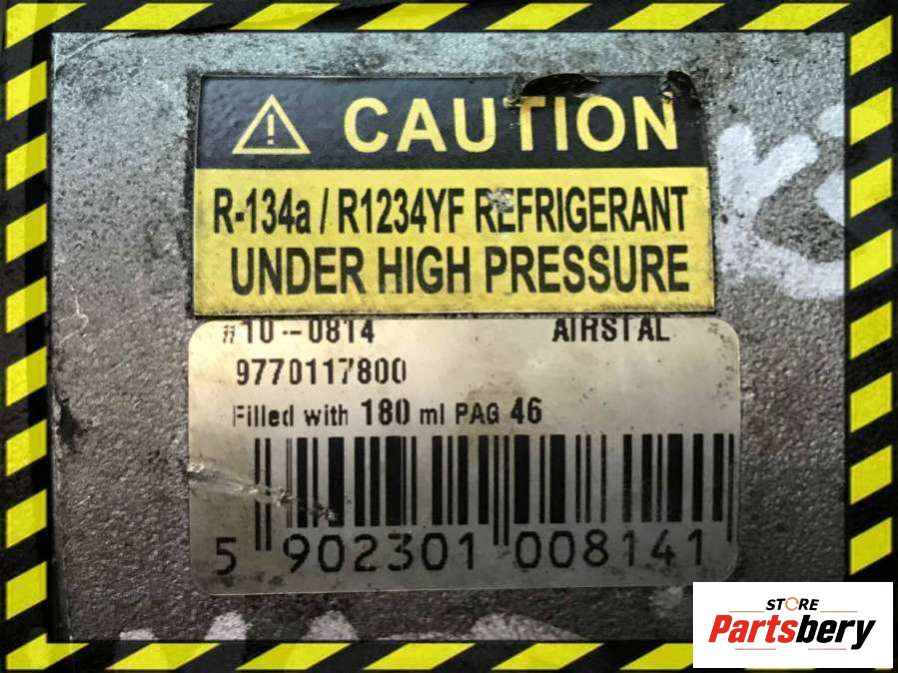 CAUTION
R-134a / R1234YF REFRIGERANT
UNDER HIGH PRESSURE
#10-0814 AIRSTAL
9770117800
Filled with 180 ml PAG 46
5 902301 008141
STORE
Partsbery